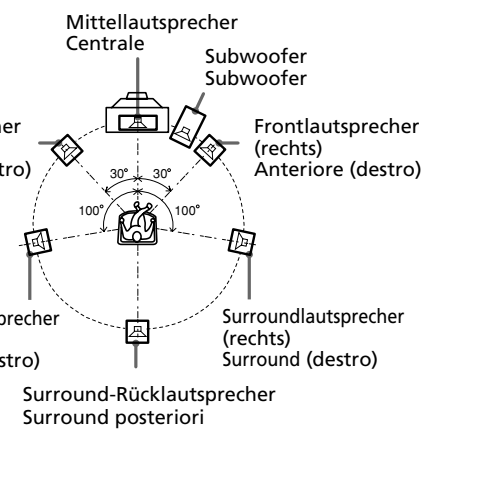 Mittellautsprecher
Centrale
Subwoofer
Subwoofer
Frontlautsprecher
(rechts)
Anteriore (destro)
30° 30°
100° 100°
Surroundlautsprecher
(rechts)
Surround (destro)
Surround-Rücklautsprecher
Surround posteriori